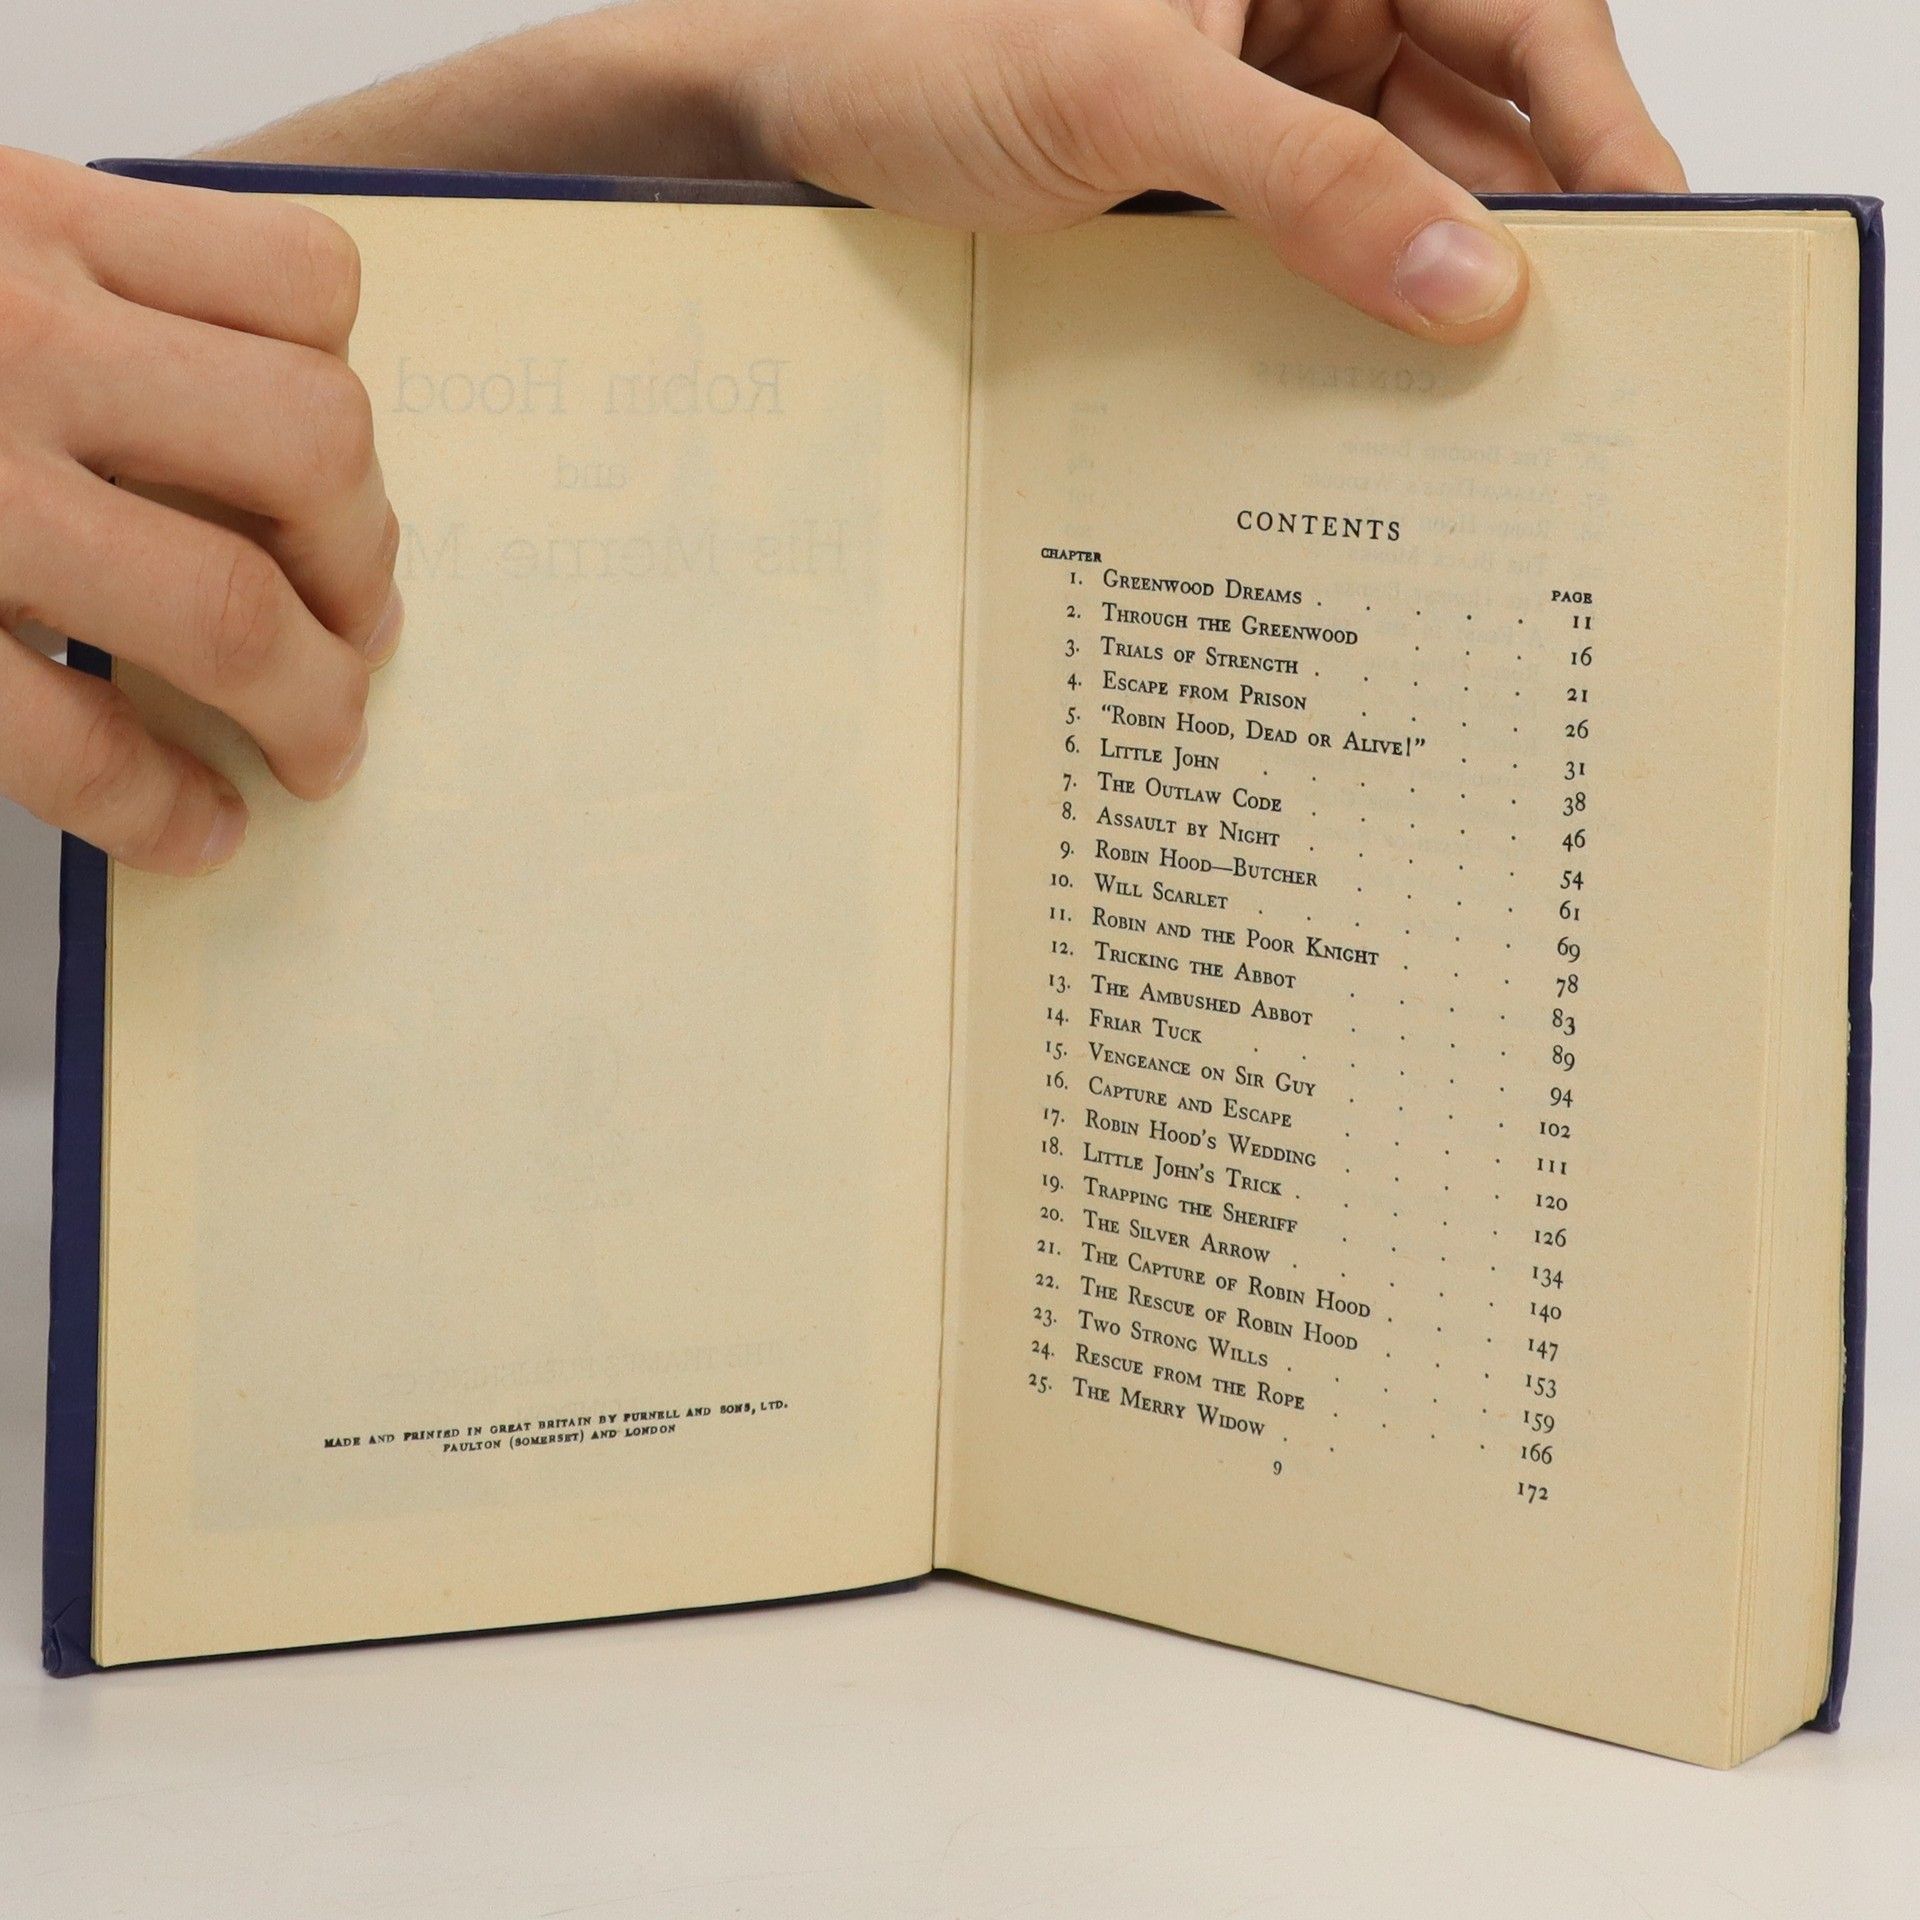 MADE AND PRINTED IN GREAT BRITAIN BY PURNELL AND SONS, LTD.
PAULTON (SOMERSET) AND LONDON
CONTENTS
CHAPTER PAGE
1. GREENWOOD DREAMS . . . . . 11
2. THROUGH THE GREENWOOD . . . 16
3. TRIALS OF STRENGTH . . . . . 21
4. ESCAPE FROM PRISON . . . . 26
5. “ROBIN HOOD, DEAD OR ALIVE!” . . 31
6. LITTLE JOHN . . . . . . 38
7. THE OUTLAW CODE . . . . . 46
8. ASSAULT BY NIGHT . . . . . 54
9. ROBIN HOOD—BUTCHER . . . . 61
10. WILL SCARLET . . . . . . 69
11. ROBIN AND THE POOR KNIGHT . . . 78
12. TRICKING THE ABBOT . . . . 83
13. THE AMBUSHED ABBOT . . . . 89
14. FRIAR TUCK . . . . . . 94
15. VENGEANCE ON SIR GUY . . . . 102
16. CAPTURE AND ESCAPE . . . . 111
17. ROBIN HOOD'S WEDDING . . . . 120
18. LITTLE JOHN'S TRICK . . . . . 126
19. TRAPPING THE SHERIFF . . . . 134
20. THE SILVER ARROW . . . . . 140
21. THE CAPTURE OF ROBIN HOOD . . . 147
22. THE RESCUE OF ROBIN HOOD . . . 153
23. TWO STRONG WILLS . . . . . 159
24. RESCUE FROM THE ROPE . . . . 166
25. THE MERRY WIDOW . . 172
9